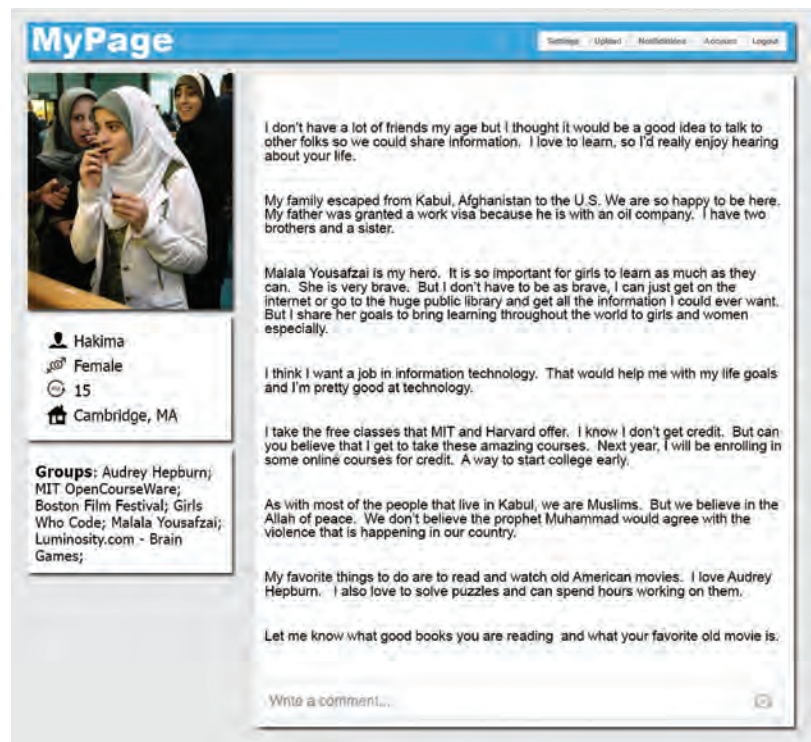 MyPage
Settings Upload Notifications Account Logout
I don't have a lot of friends my age but I thought it would be a good idea to talk to
other folks so we could share information. I love to learn, so I'd really enjoy hearing
about your life.
My family escaped from Kabul, Afghanistan to the U.S. We are so happy to be here.
My father was granted a work visa because he is with an oil company. I have two
brothers and a sister.
Malala Yousafzai is my hero. It is so important for girls to learn as much as they
can. She is very brave. But I don't have to be as brave, I can just get on the
internet or go to the huge public library and get all the information I could ever want.
But I share her goals to bring learning throughout the world to girls and women
especially.
I think I want a job in information technology. That would help me with my life goals
and I'm pretty good at technology.
I take the free classes that MIT and Harvard offer. I know I don't get credit. But can
you believe that I get to take these amazing courses. Next year, I will be enrolling in
some online courses for credit. A way to start college early.
As with most of the people that live in Kabul, we are Muslims. But we believe in the
Allah of peace. We don't believe the prophet Muhammad would agree with the
violence that is happening in our country.
My favorite things to do are to read and watch old American movies. I love Audrey
Hepburn. I also love to solve puzzles and can spend hours working on them.
Let me know what good books you are reading and what your favorite old movie is.
Write a comment...
Hakima
Female
15
Cambridge, MA
Groups: Audrey Hepburn;
MIT OpenCourseWare;
Boston Film Festival; Girls
Who Code; Malala Yousafzai;
Luminosity.com - Brain
Games;